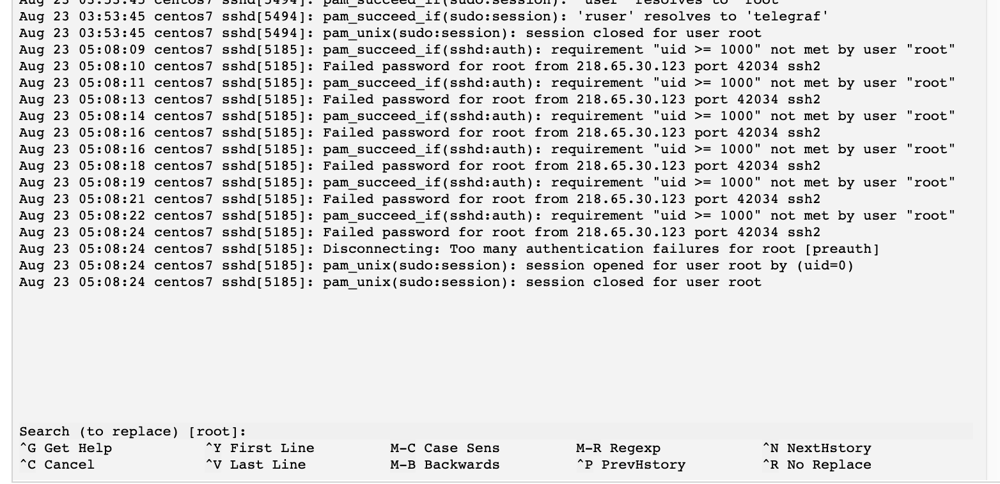 Aug 23 03:53:45 centos7 sshd[5494]: pam_succeed_if(sudo:session): 'user' resolves to 'root'
Aug 23 03:53:45 centos7 sshd[5494]: pam_succeed_if(sudo:session): 'ruser' resolves to 'telegraf'
Aug 23 03:53:45 centos7 sshd[5494]: pam_unix(sudo:session): session closed for user root
Aug 23 05:08:09 centos7 sshd[5185]: pam_succeed_if(sshd:auth): requirement "uid >= 1000" not met by user "root"
Aug 23 05:08:10 centos7 sshd[5185]: Failed password for root from 218.65.30.123 port 42034 ssh2
Aug 23 05:08:11 centos7 sshd[5185]: pam_succeed_if(sshd:auth): requirement "uid >= 1000" not met by user "root"
Aug 23 05:08:13 centos7 sshd[5185]: Failed password for root from 218.65.30.123 port 42034 ssh2
Aug 23 05:08:14 centos7 sshd[5185]: pam_succeed_if(sshd:auth): requirement "uid >= 1000" not met by user "root"
Aug 23 05:08:16 centos7 sshd[5185]: Failed password for root from 218.65.30.123 port 42034 ssh2
Aug 23 05:08:16 centos7 sshd[5185]: pam_succeed_if(sshd:auth): requirement "uid >= 1000" not met by user "root"
Aug 23 05:08:18 centos7 sshd[5185]: Failed password for root from 218.65.30.123 port 42034 ssh2
Aug 23 05:08:19 centos7 sshd[5185]: pam_succeed_if(sshd:auth): requirement "uid >= 1000" not met by user "root"
Aug 23 05:08:21 centos7 sshd[5185]: Failed password for root from 218.65.30.123 port 42034 ssh2
Aug 23 05:08:22 centos7 sshd[5185]: pam_succeed_if(sshd:auth): requirement "uid >= 1000" not met by user "root"
Aug 23 05:08:24 centos7 sshd[5185]: Failed password for root from 218.65.30.123 port 42034 ssh2
Aug 23 05:08:24 centos7 sshd[5185]: Disconnecting: Too many authentication failures for root [preauth]
Aug 23 05:08:24 centos7 sshd[5185]: pam_unix(sudo:session): session opened for user root by (uid=0)
Aug 23 05:08:24 centos7 sshd[5185]: pam_unix(sudo:session): session closed for user root
Search (to replace) [root]:
^G Get Help ^Y First Line M-C Case Sens M-R Regexp ^N NextHstory
^C Cancel ^V Last Line M-B Backwards ^P PrevHstory ^R No Replace